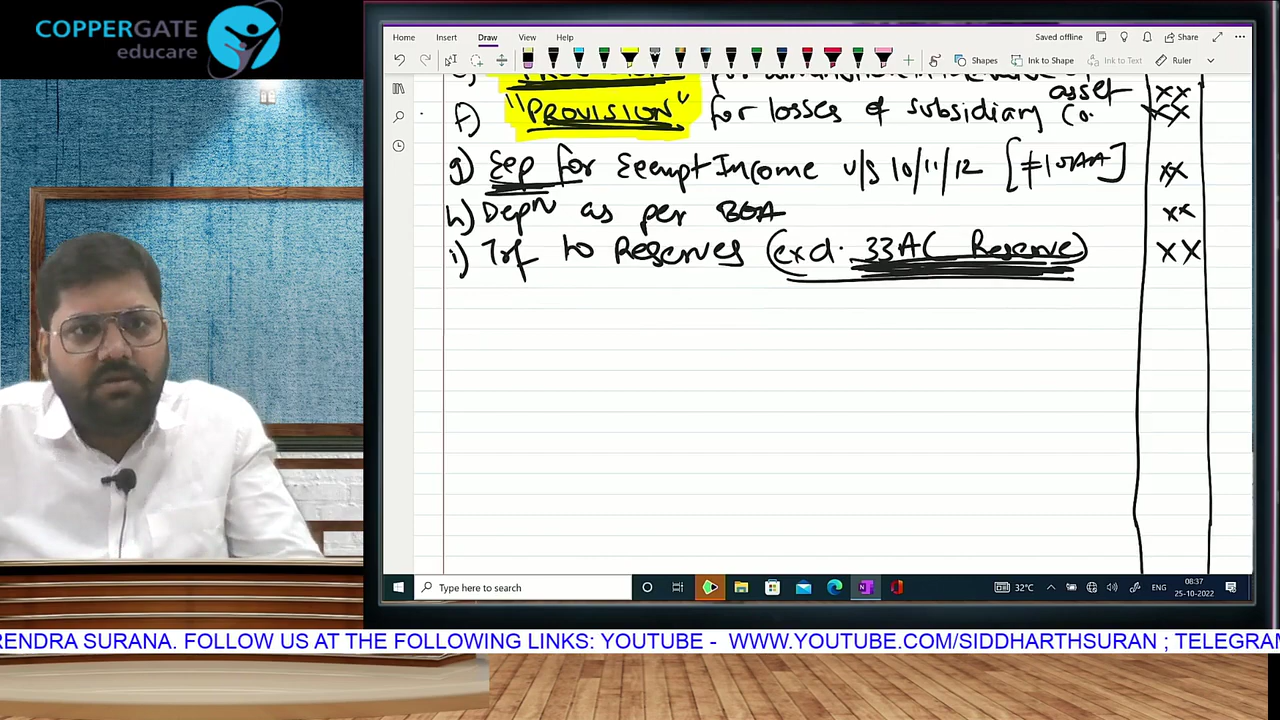 COPPERGATE
educare
Home Insert Draw View Help
Saved offline Share
Shapes Ink to Shape Ink to Text Ruler
asset xx
f) "PROVISION" for losses of subsidiary Co. xx
g) Exp for Exempt Income u/s 10/11/12 [≠10AA] xx
h) Depn as per xx
i) Trf to Reserves (excl. 33AC Reserve) xx
Type here to search
32°C ENG 08:37
25-10-2022
RENDRA SURANA. FOLLOW US AT THE FOLLOWING LINKS: YOUTUBE - WWW.YOUTUBE.COM/SIDDHARTHSURAN ; TELEGRAM